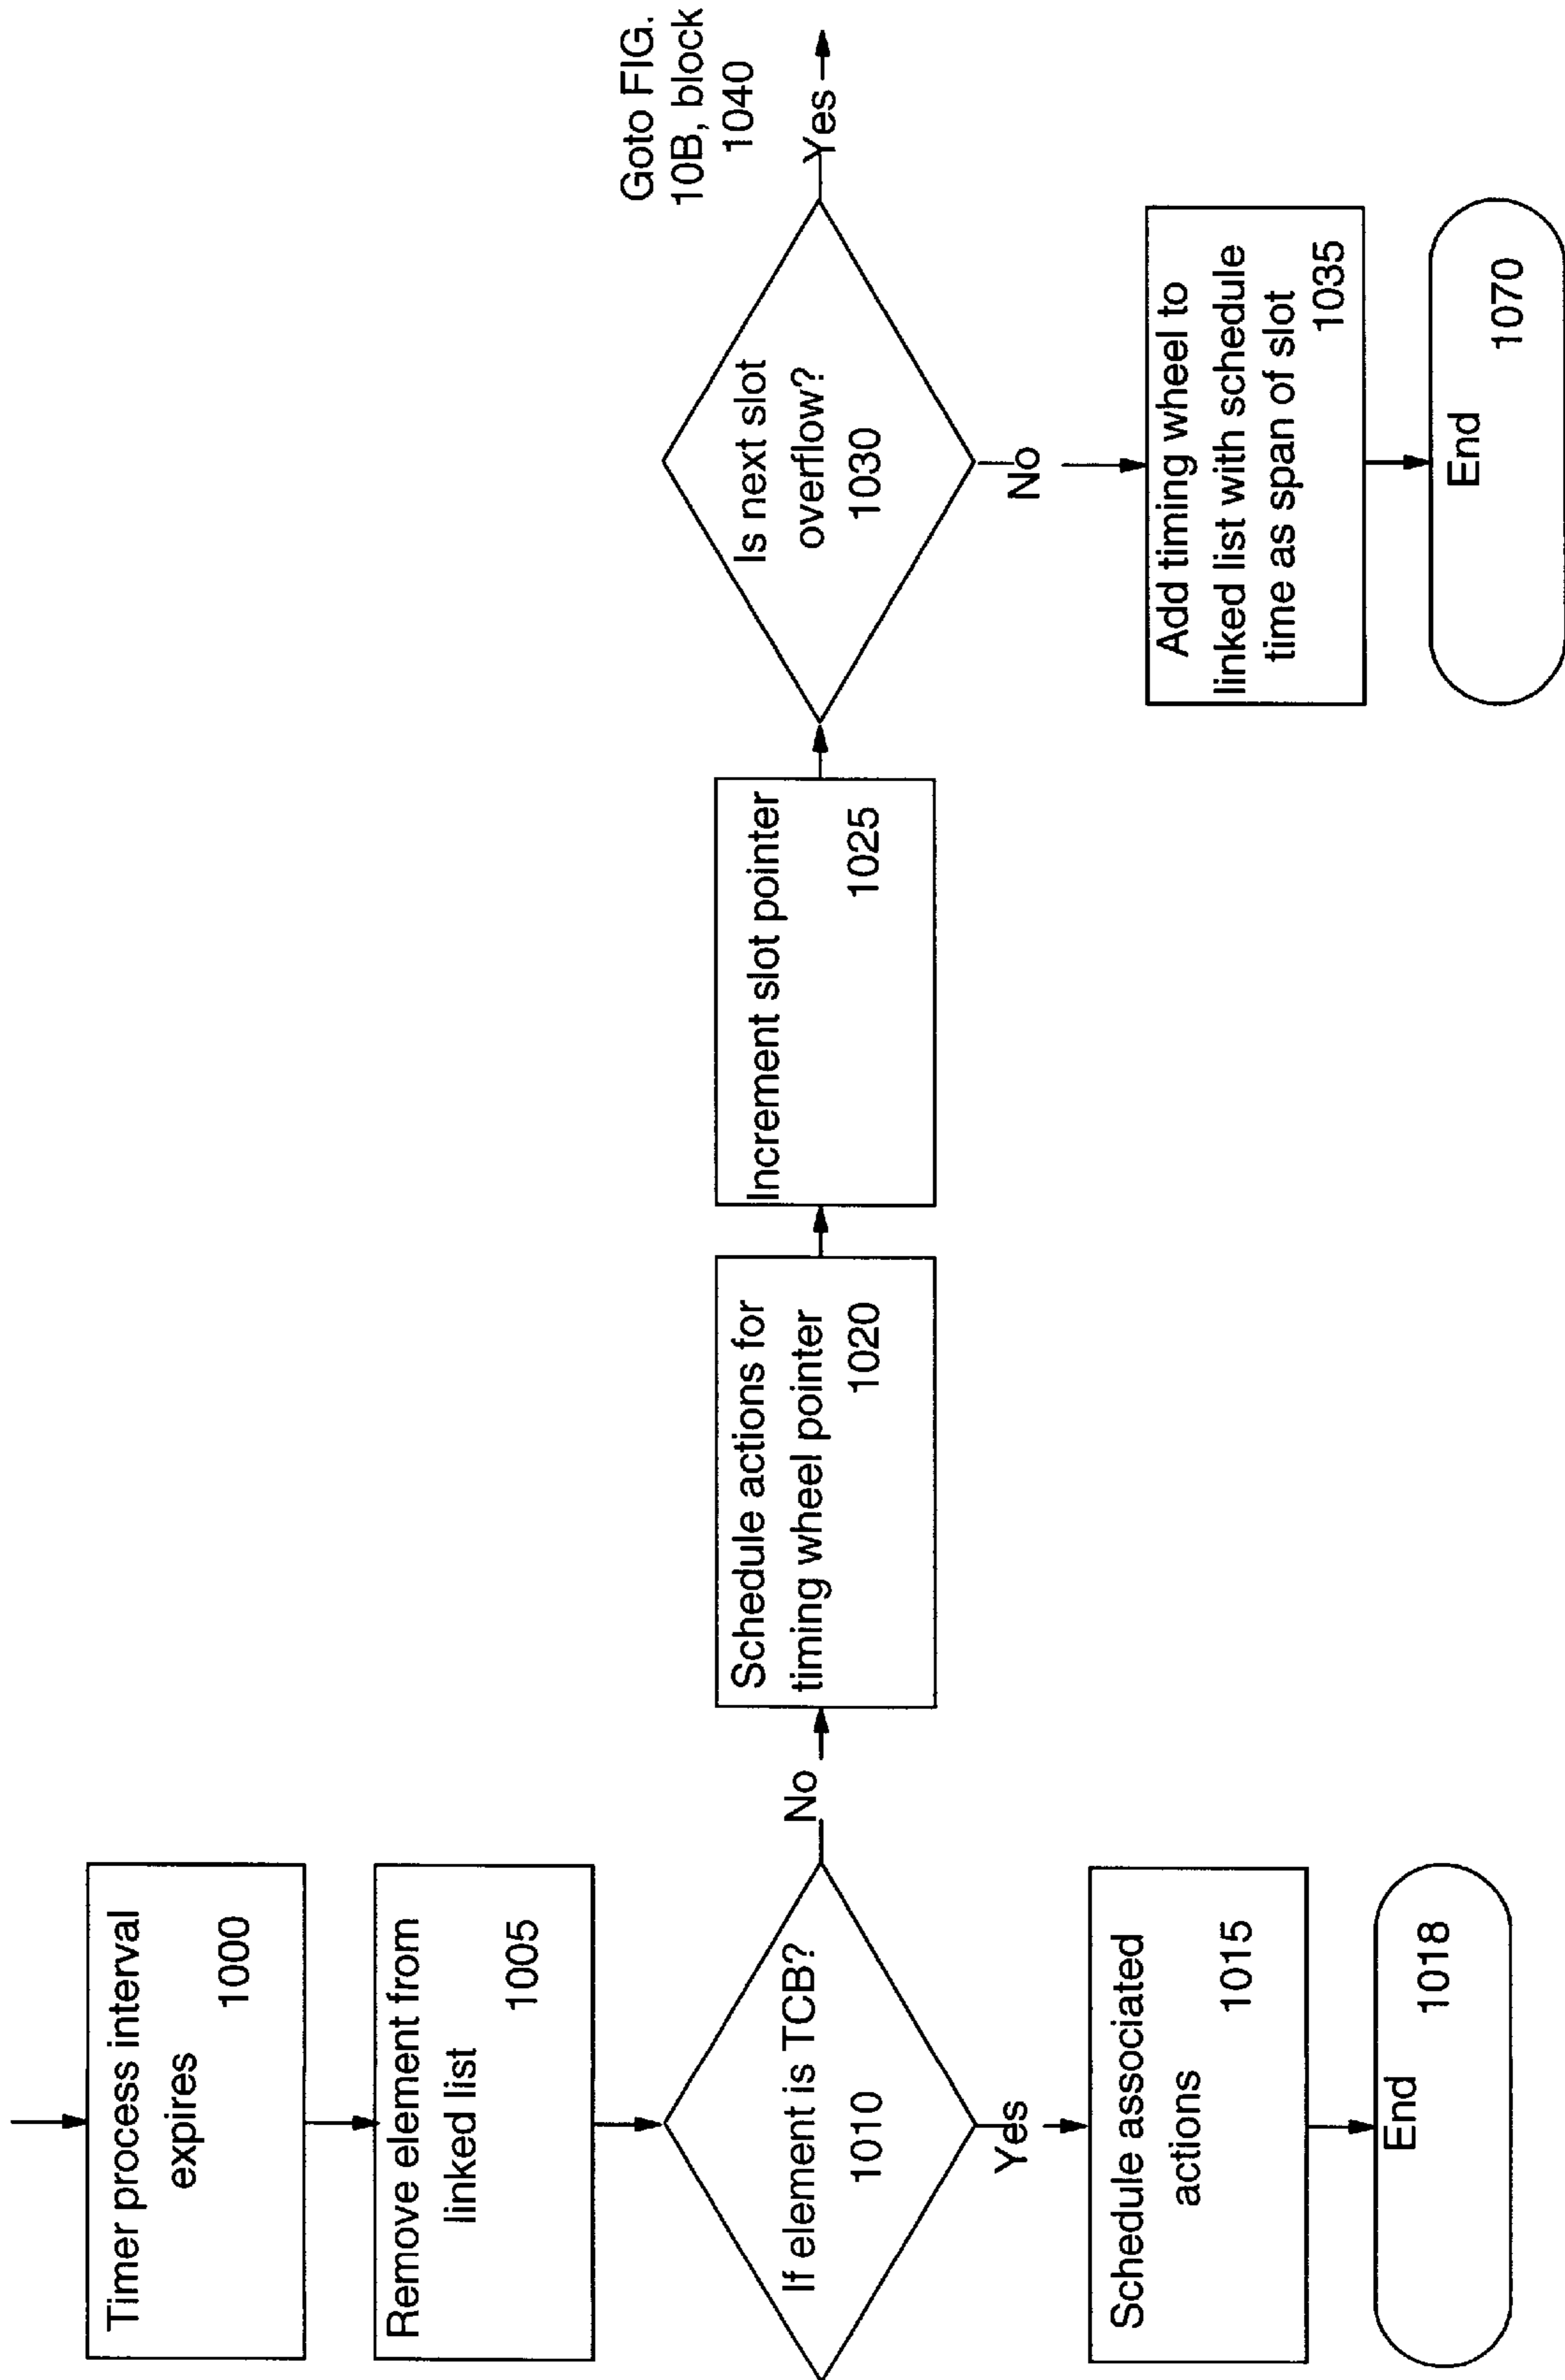 Timer process interval
expires
1000
Remove element from
linked list
1005
If element is TCB?
1010
Yes
No
Schedule associated
actions
1015
End
1018
Schedule actions for
timing wheel pointer
1020
Increment slot pointer
1025
Is next slot
overflow?
1030
Yes
Goto FIG.
10B, block
1040
No
Add timing wheel to
linked list with schedule
time as span of slot
1035
End
1070